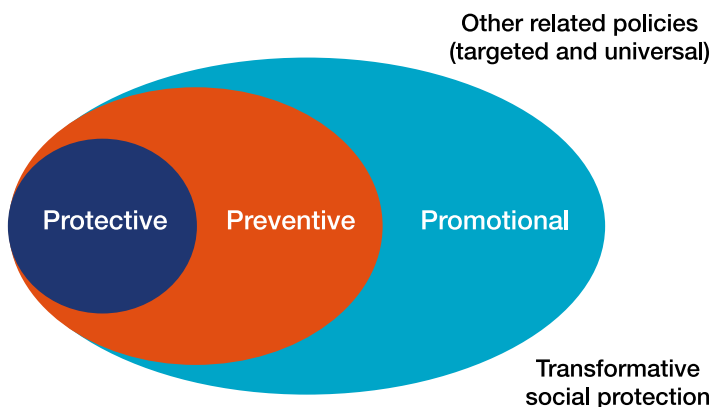 Other related policies
(targeted and universal)
Protective
Preventive
Promotional
Transformative
social protection